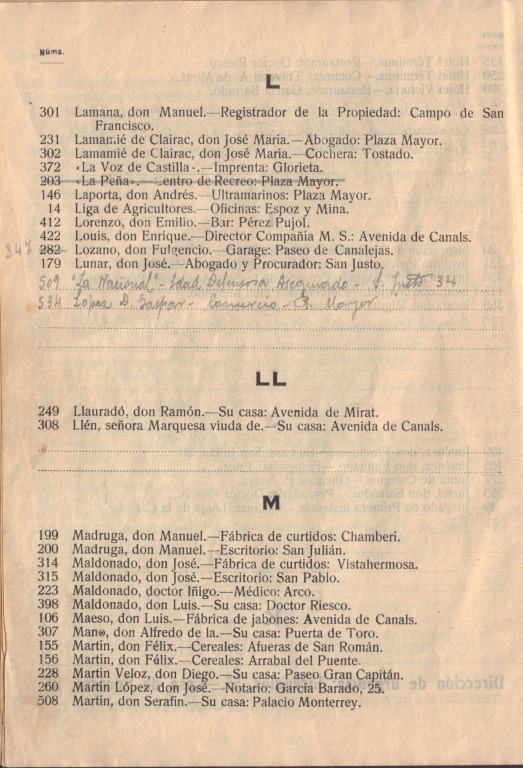 Núms.
L
301 Lamana, don Manuel.—Registrador de la Propiedad: Campo de San
Francisco.
231 Lamamié de Clairac, don José María.—Abogado: Plaza Mayor.
302 Lamamié de Clairac, don José María.—Cochera: Tostado.
372 «La Voz de Castilla».—Imprenta: Glorieta.
203 «La Peña».—Centro de Recreo: Plaza Mayor.
146 Laporta, don Andrés.—Ultramarinos: Plaza Mayor.
14 Liga de Agricultores.—Oficinas: Espoz y Mina.
412 Lorenzo, don Emilio.—Bar: Pérez Pujol.
422 Louis, don Enrique.—Director Compañía M. S.: Avenida de Canals.
347 282 Lozano, don Fulgencio.—Garage: Paseo de Canalejas.
179 Lunar, don José.—Abogado y Procurador: San Justo.
509 "La Nacional"- Edad Defensora Asegurado - S. Justo 34
534 López D. Gaspar - Comercio - P. Mayor
LL
249 Llauradó, don Ramón.—Su casa: Avenida de Mirat.
308 Llén, señora Marquesa viuda de.—Su casa: Avenida de Canals.
M
199 Madruga, don Manuel.—Fábrica de curtidos: Chamberí.
200 Madruga, don Manuel.—Escritorio: San Julián.
314 Maldonado, don José.—Fábrica de curtidos: Vistahermosa.
315 Maldonado, don José.—Escritorio: San Pablo.
223 Maldonado, doctor Iñigo.—Médico: Arco.
398 Maldonado, don Luis.—Su casa: Doctor Riesco.
106 Maeso, don Luis.—Fábrica de jabones: Avenida de Canals.
307 Mano, don Alfredo de la.—Su casa: Puerta de Toro.
155 Martin, don Félix.—Cereales: Afueras de San Román.
156 Martin, don Félix.—Cereales: Arrabal del Puente.
228 Martin Veloz, don Diego.—Su casa: Paseo Gran Capitán.
260 Martin López, don José.—Notario: García Barado, 25.
508 Martin, don Serafin.—Su casa: Palacio Monterrey.